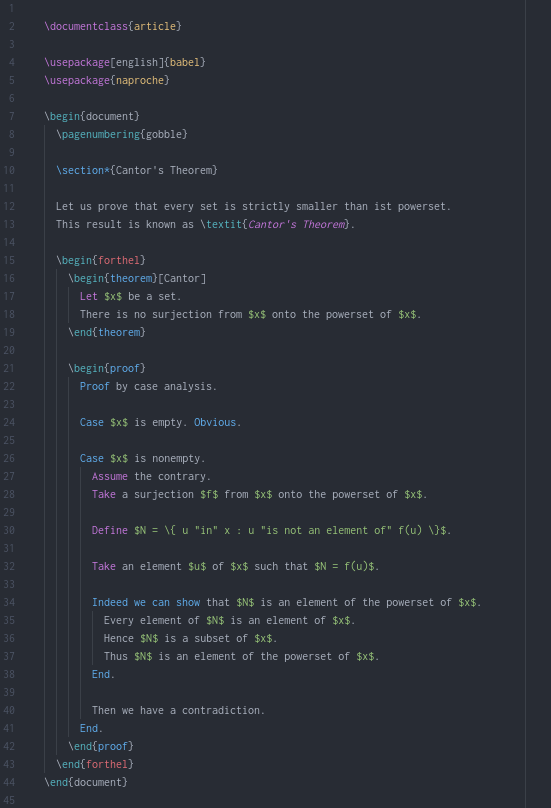 1
2 \documentclass{article}
3
4 \usepackage[english]{babel}
5 \usepackage{naproche}
6
7 \begin{document}
8 \pagenumbering{gobble}
9
10 \section*{Cantor's Theorem}
11
12 Let us prove that every set is strictly smaller than ist powerset.
13 This result is known as \textit{Cantor's Theorem}.
14
15 \begin{forthel}
16 \begin{theorem}[Cantor]
17 Let $x$ be a set.
18 There is no surjection from $x$ onto the powerset of $x$.
19 \end{theorem}
20
21 \begin{proof}
22 Proof by case analysis.
23
24 Case $x$ is empty. Obvious.
25
26 Case $x$ is nonempty.
27 Assume the contrary.
28 Take a surjection $f$ from $x$ onto the powerset of $x$.
29
30 Define $N = \{ u "in" x : u "is not an element of" f(u) \}$.
31
32 Take an element $u$ of $x$ such that $N = f(u)$.
33
34 Indeed we can show that $N$ is an element of the powerset of $x$.
35 Every element of $N$ is an element of $x$.
36 Hence $N$ is a subset of $x$.
37 Thus $N$ is an element of the powerset of $x$.
38 End.
39
40 Then we have a contradiction.
41 End.
42 \end{proof}
43 \end{forthel}
44 \end{document}
45